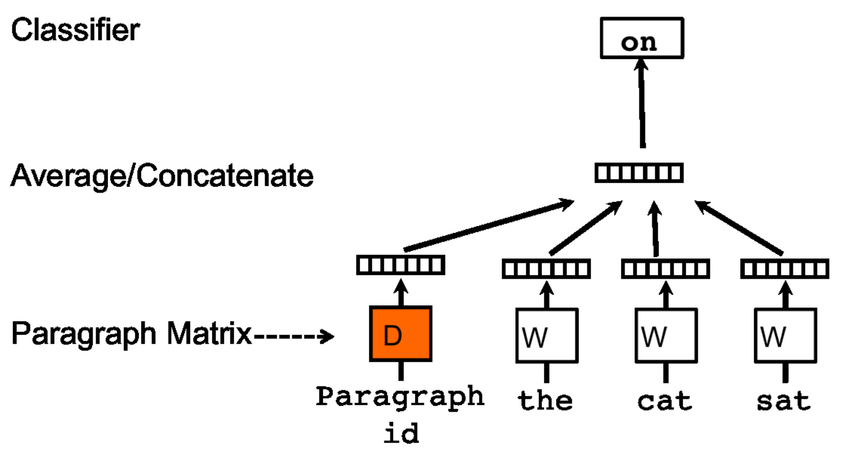 Classifier
on
Average/Concatenate
Paragraph Matrix
D
W
W
W
Paragraph
id
the
cat
sat